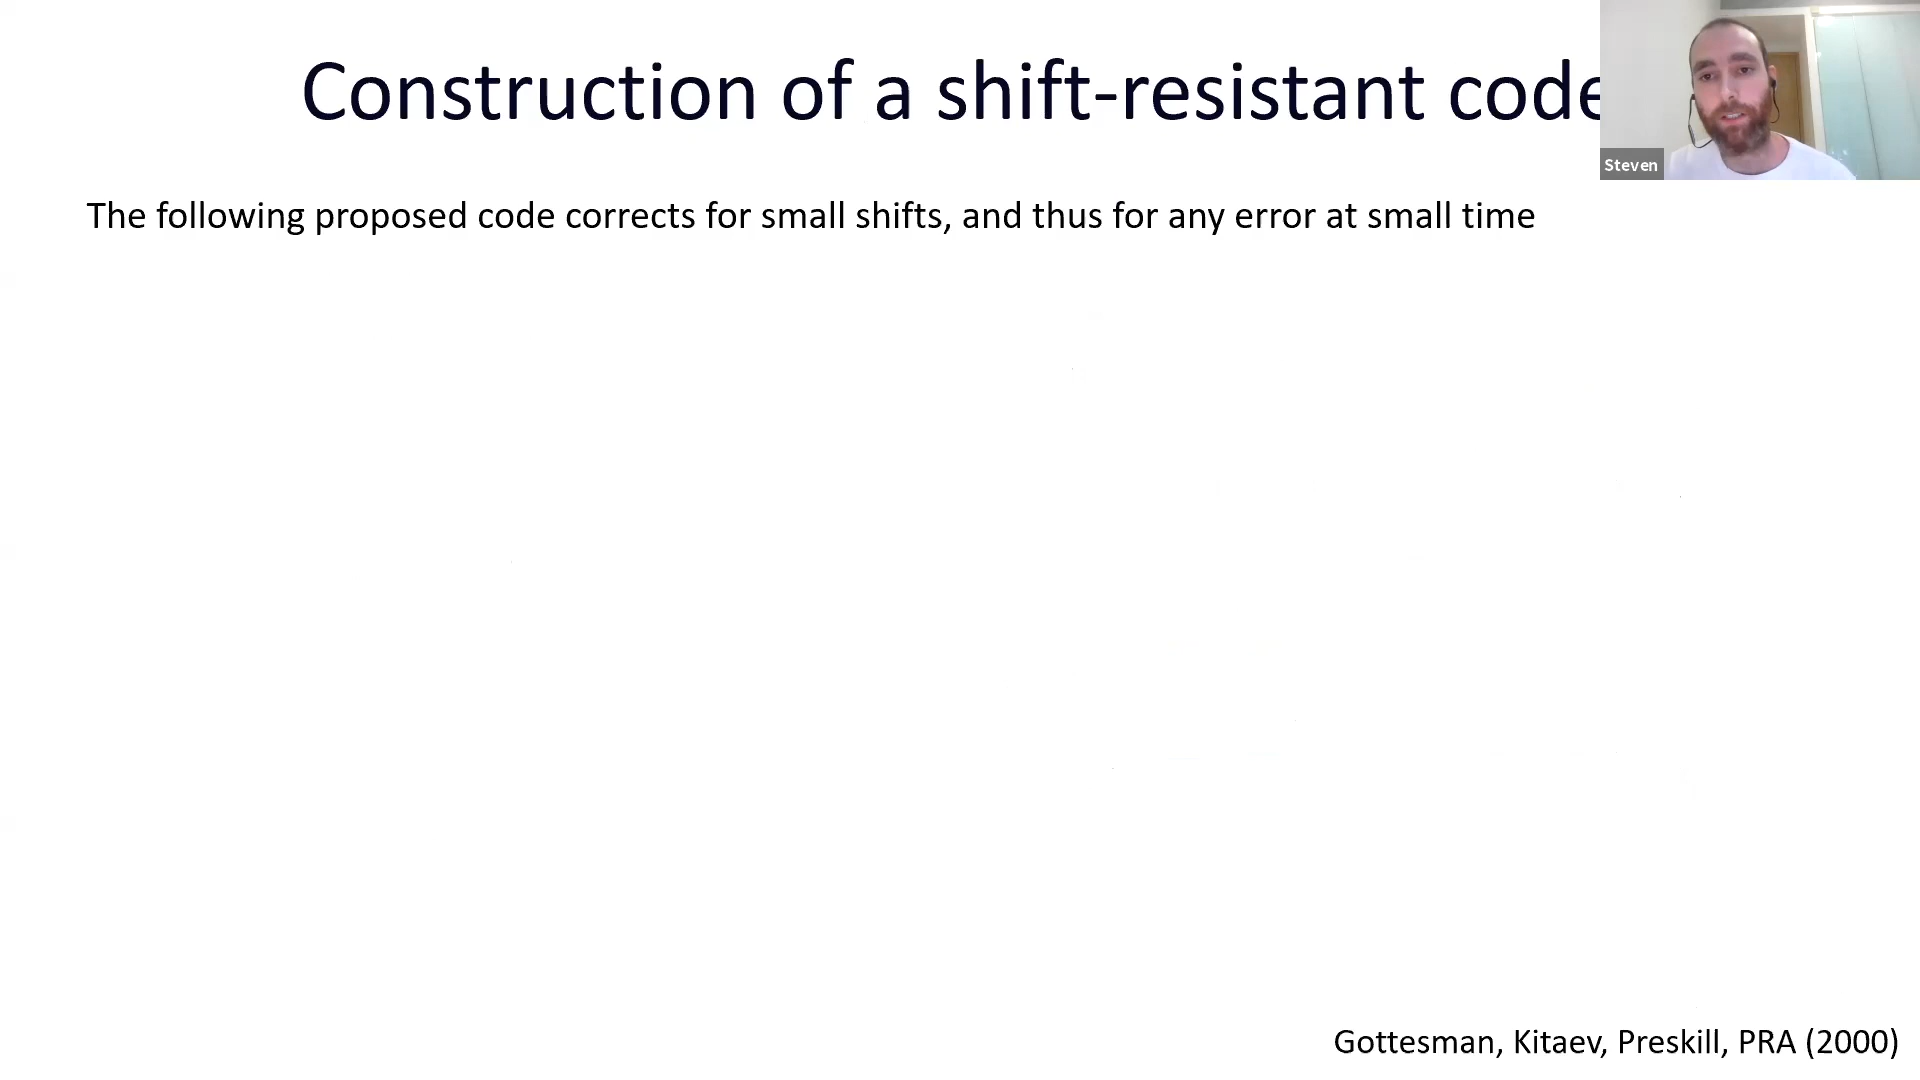 Construction of a shift-resistant code
Steven
The following proposed code corrects for small shifts, and thus for any error at small time
Gottesman, Kitaev, Preskill, PRA (2000)